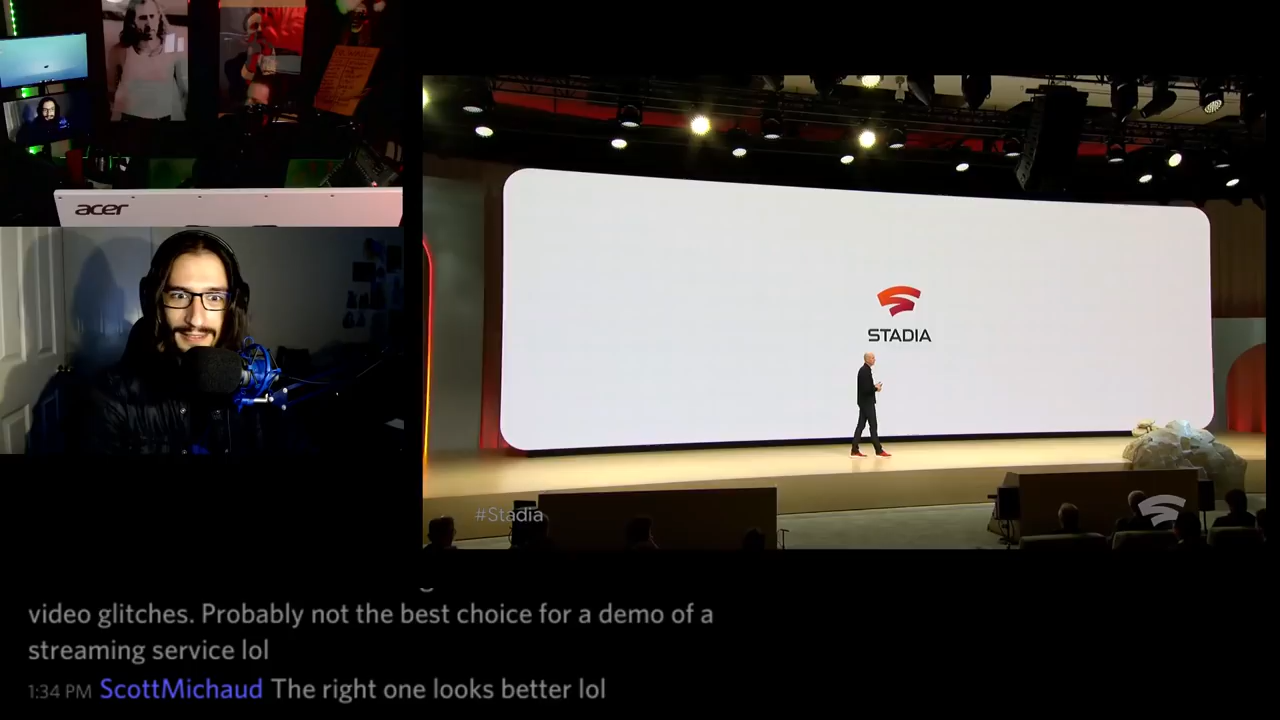 acer
STADIA
#Stadia
video glitches. Probably not the best choice for a demo of a
streaming service lol
1:34 PM ScottMichaud The right one looks better lol